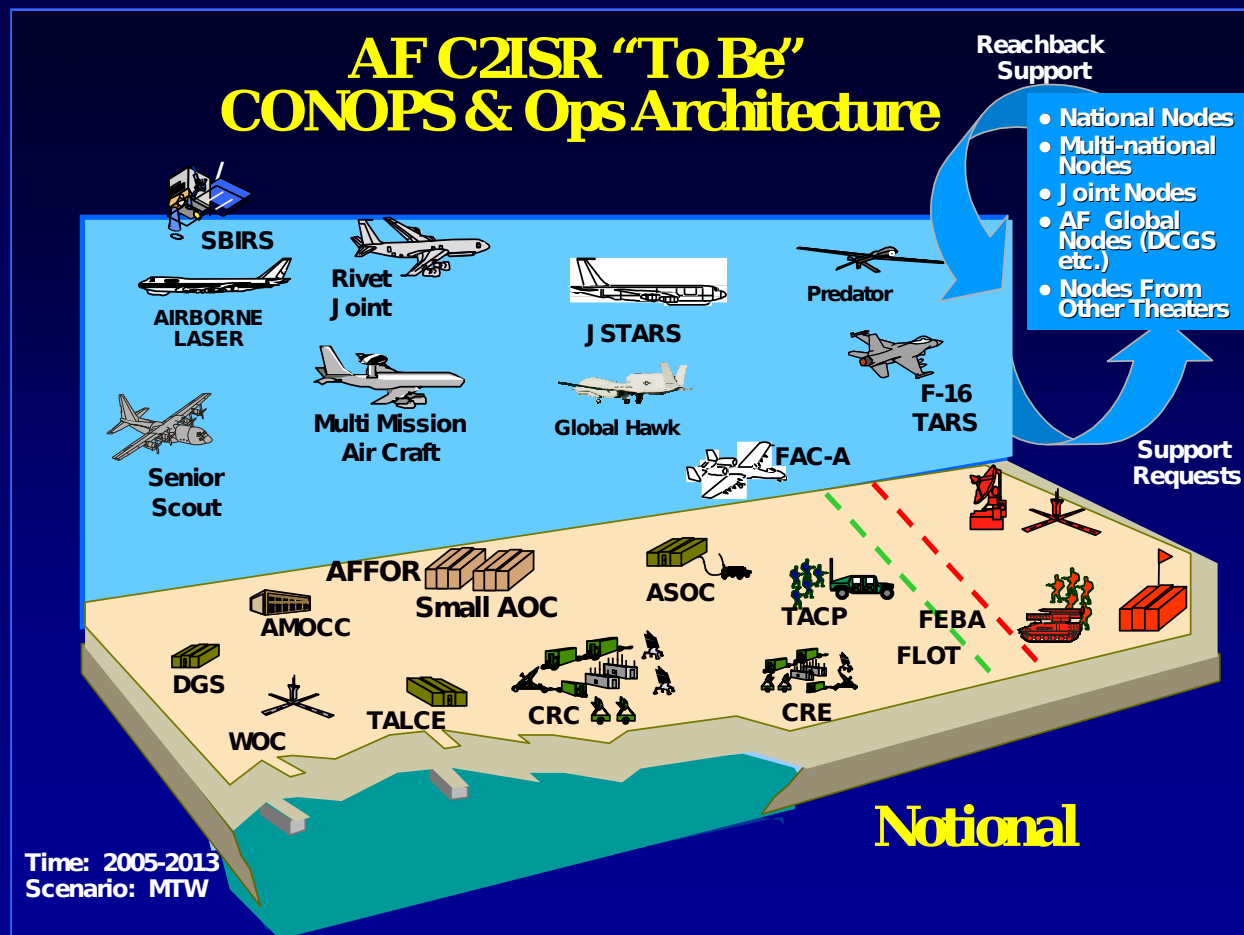 AF C2ISR “To Be”
CONOPS & Ops Architecture
Reachback
Support
● National Nodes
● Multi-national
Nodes
● Joint Nodes
● AF Global
Nodes (DCGS
etc.)
● Nodes From
Other Theaters
SBIRS
Rivet
Joint
AIRBORNE
LASER
JSTARS
Predator
Multi Mission
Air Craft
Global Hawk
F-16
TARS
Senior
Scout
FAC-A
Support
Requests
AFFOR
Small AOC
ASOC
AMOCC
TACP
FEBA
FLOT
DGS
WOC
TALCE
CRC
CRE
Notional
Time: 2005-2013
Scenario: MTW